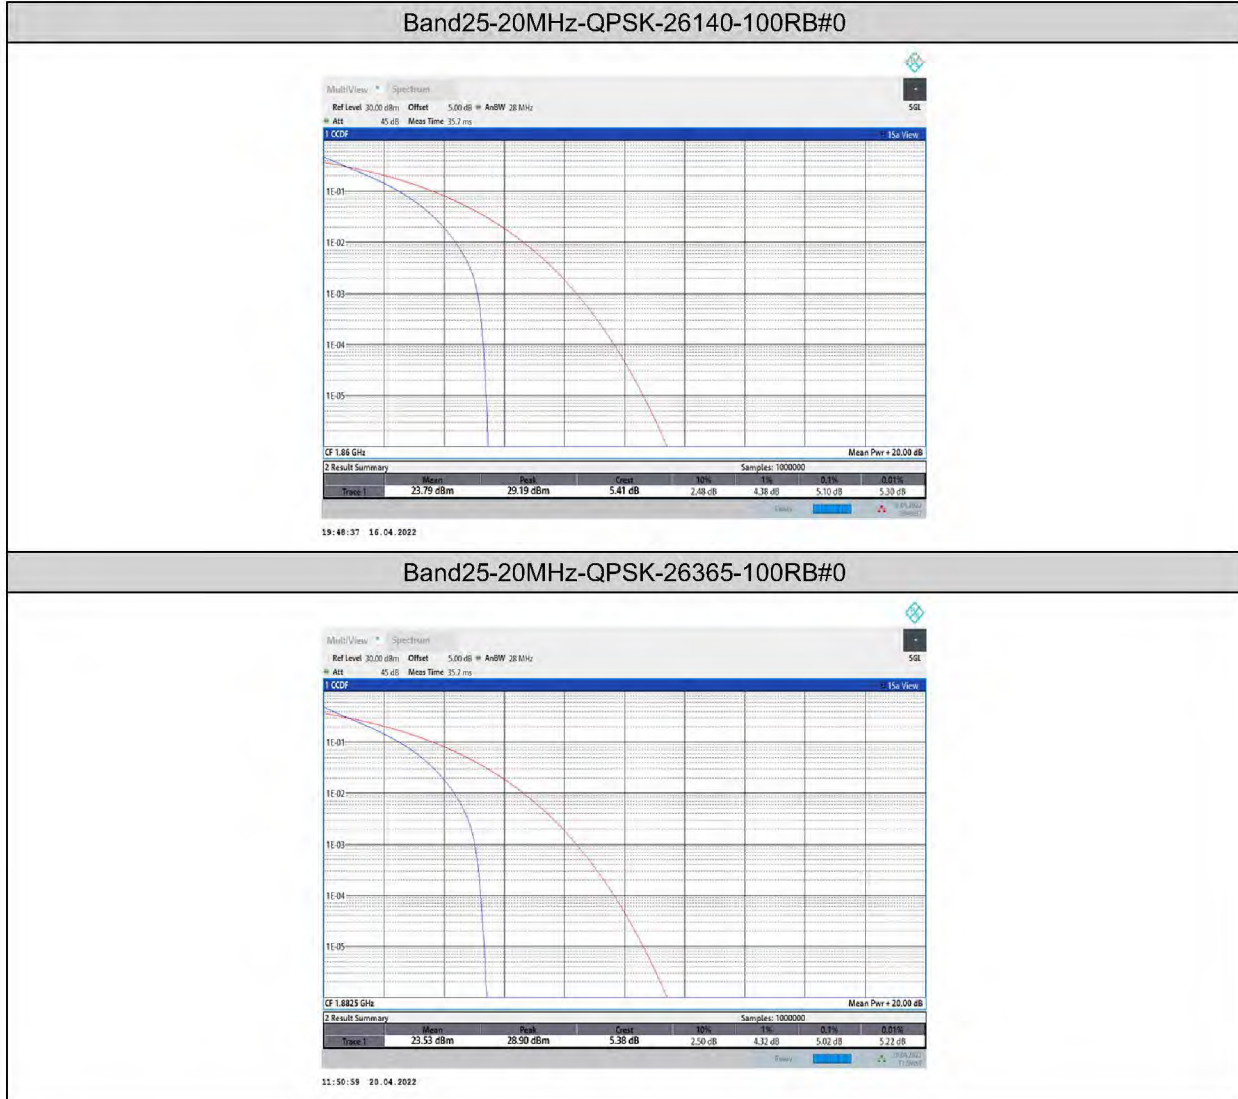 Band25-20MHz-QPSK-26140-100RB#0
MultiView Spectrum
Ref Level 30.00 dBm Offset 5.00 dB AnBW 28 MHz SGL
Att 45 dB Meas Time 35.7 ms
1 CCDF 1Sa View
1E-01
1E-02
1E-03
1E-04
1E-05
CF 1.86 GHz Mean Pwr + 20.00 dB
2 Result Summary Samples: 1000000
Mean Peak Crest 10% 1% 0.1% 0.01%
Trace 1 23.79 dBm 29.19 dBm 5.41 dB 2.48 dB 4.38 dB 5.10 dB 5.30 dB
19:48:37 16.04.2022
Band25-20MHz-QPSK-26365-100RB#0
MultiView Spectrum
Ref Level 30.00 dBm Offset 5.00 dB AnBW 28 MHz SGL
Att 45 dB Meas Time 35.7 ms
1 CCDF 1Sa View
1E-01
1E-02
1E-03
1E-04
1E-05
CF 1.8825 GHz Mean Pwr + 20.00 dB
2 Result Summary Samples: 1000000
Mean Peak Crest 10% 1% 0.1% 0.01%
Trace 1 23.53 dBm 28.90 dBm 5.38 dB 2.50 dB 4.32 dB 5.02 dB 5.22 dB
11:50:59 20.04.2022